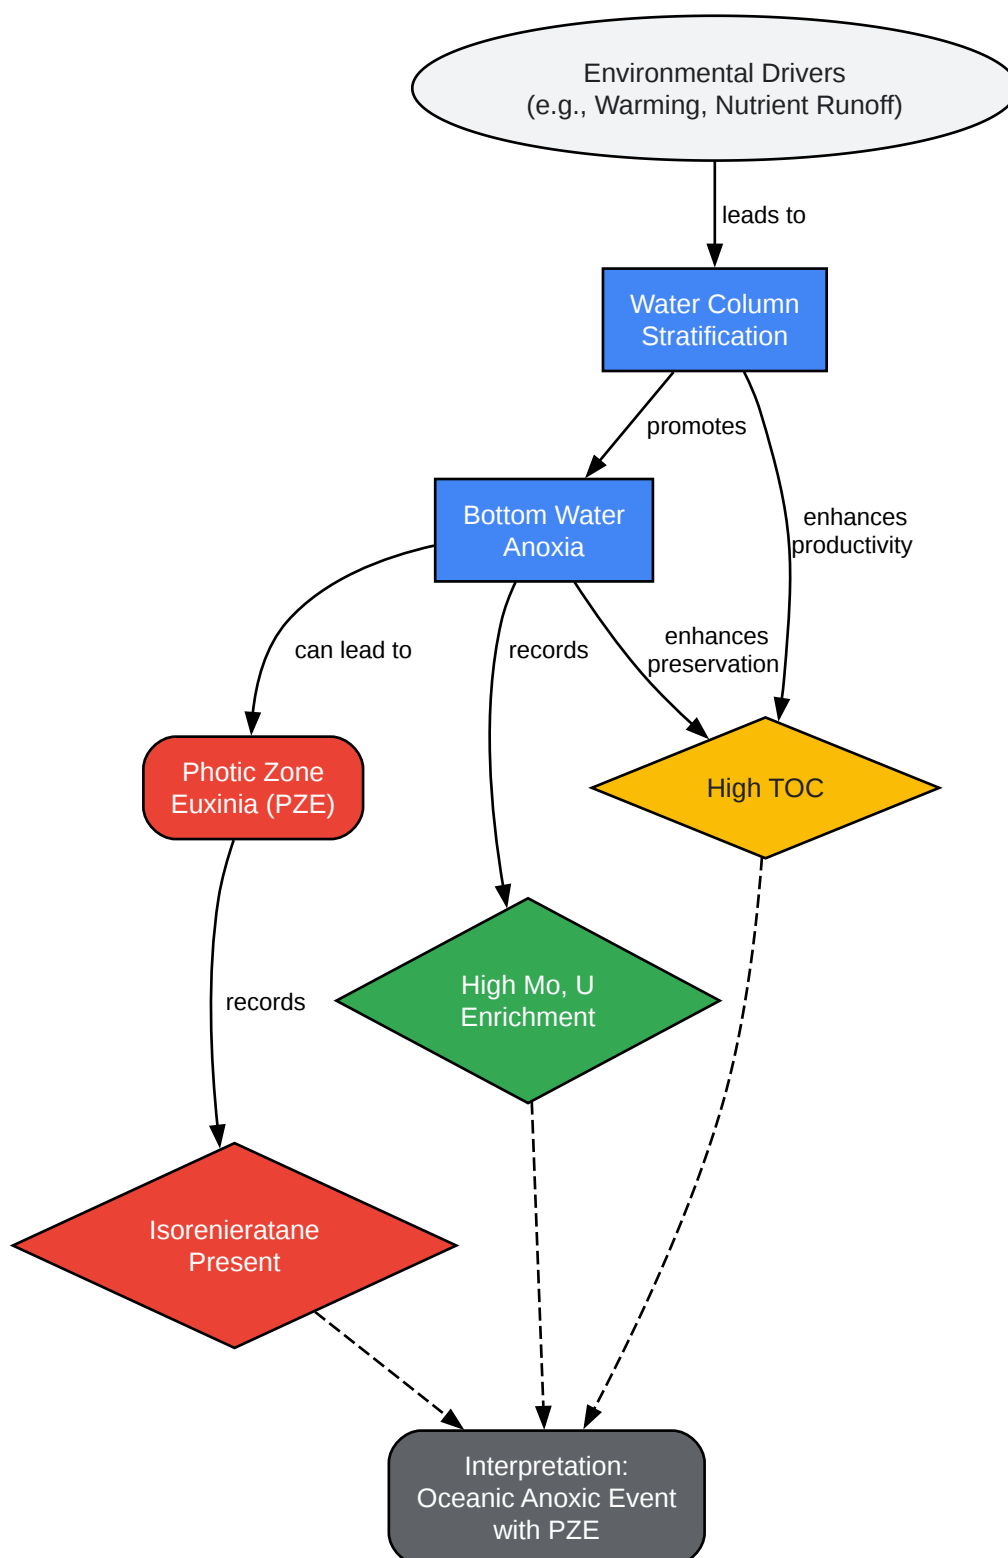 Environmental Drivers
(e.g., Warming, Nutrient Runoff)
leads to
Water Column
Stratification
promotes
enhances
productivity
Bottom Water
Anoxia
can lead to
records
enhances
preservation
Photic Zone
Euxinia (PZE)
High TOC
records
High Mo, U
Enrichment
Isorenieratane
Present
Interpretation:
Oceanic Anoxic Event
with PZE